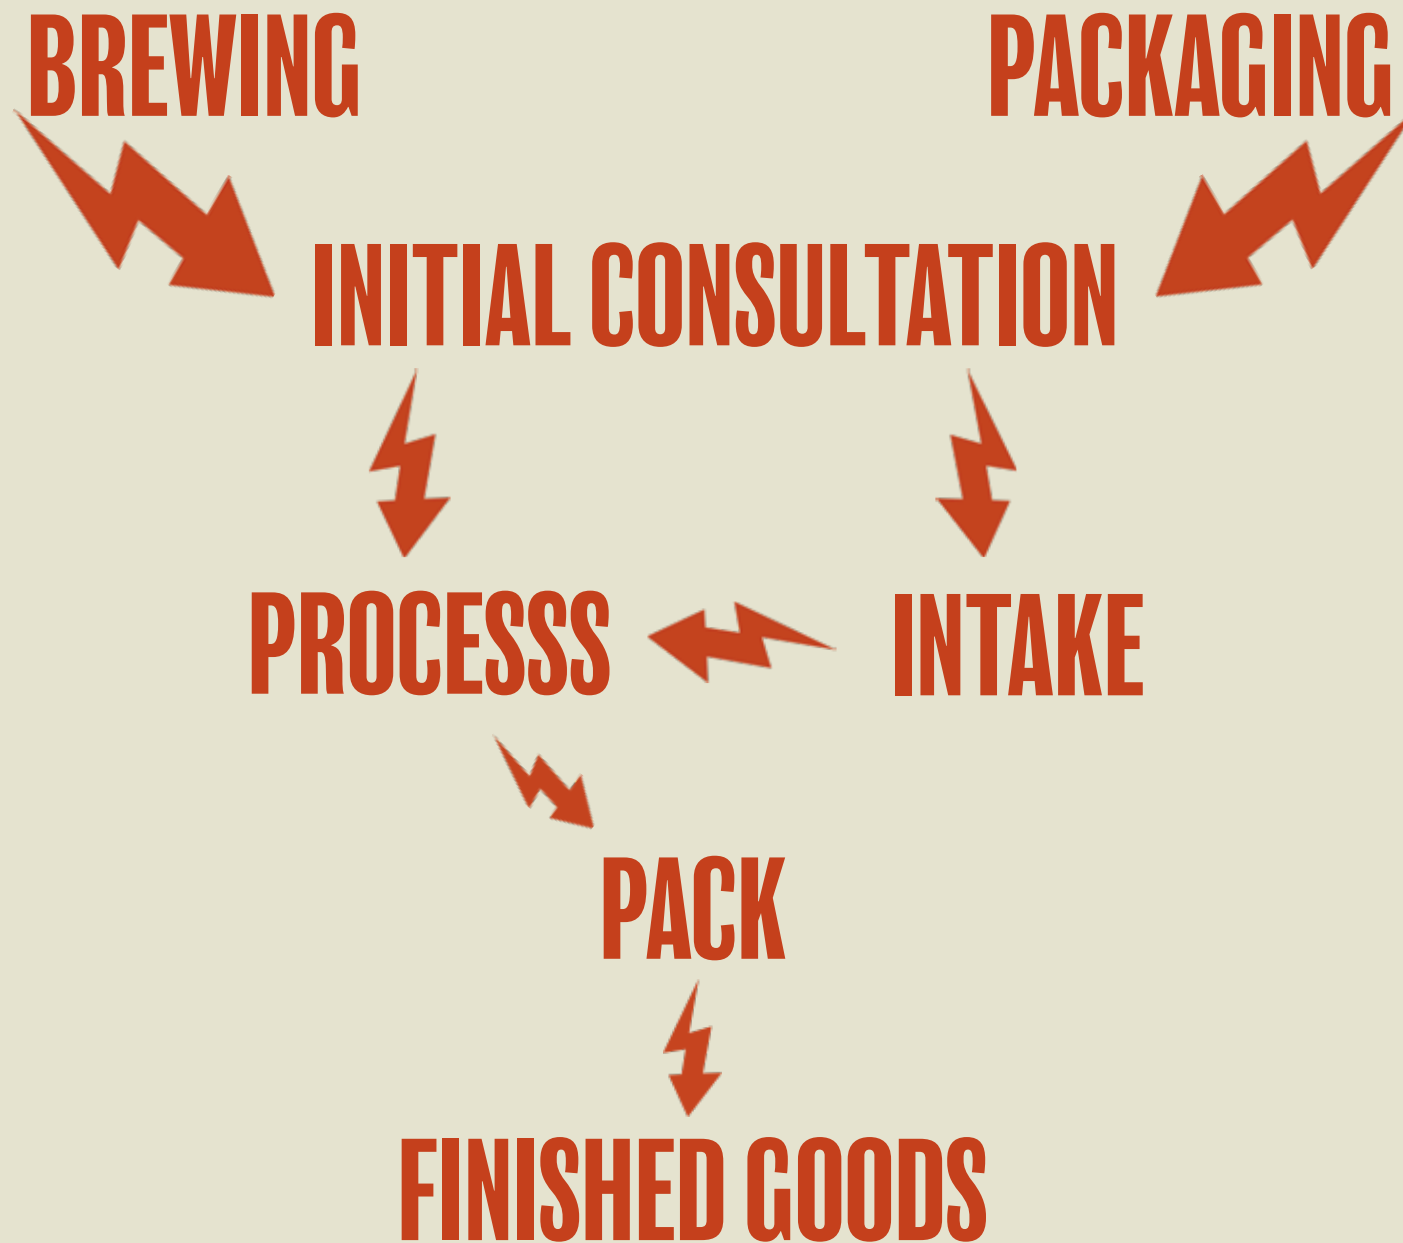 BREWING
PACKAGING
INITIAL CONSULTATION
PROCESSS
INTAKE
PACK
FINISHED GOODS